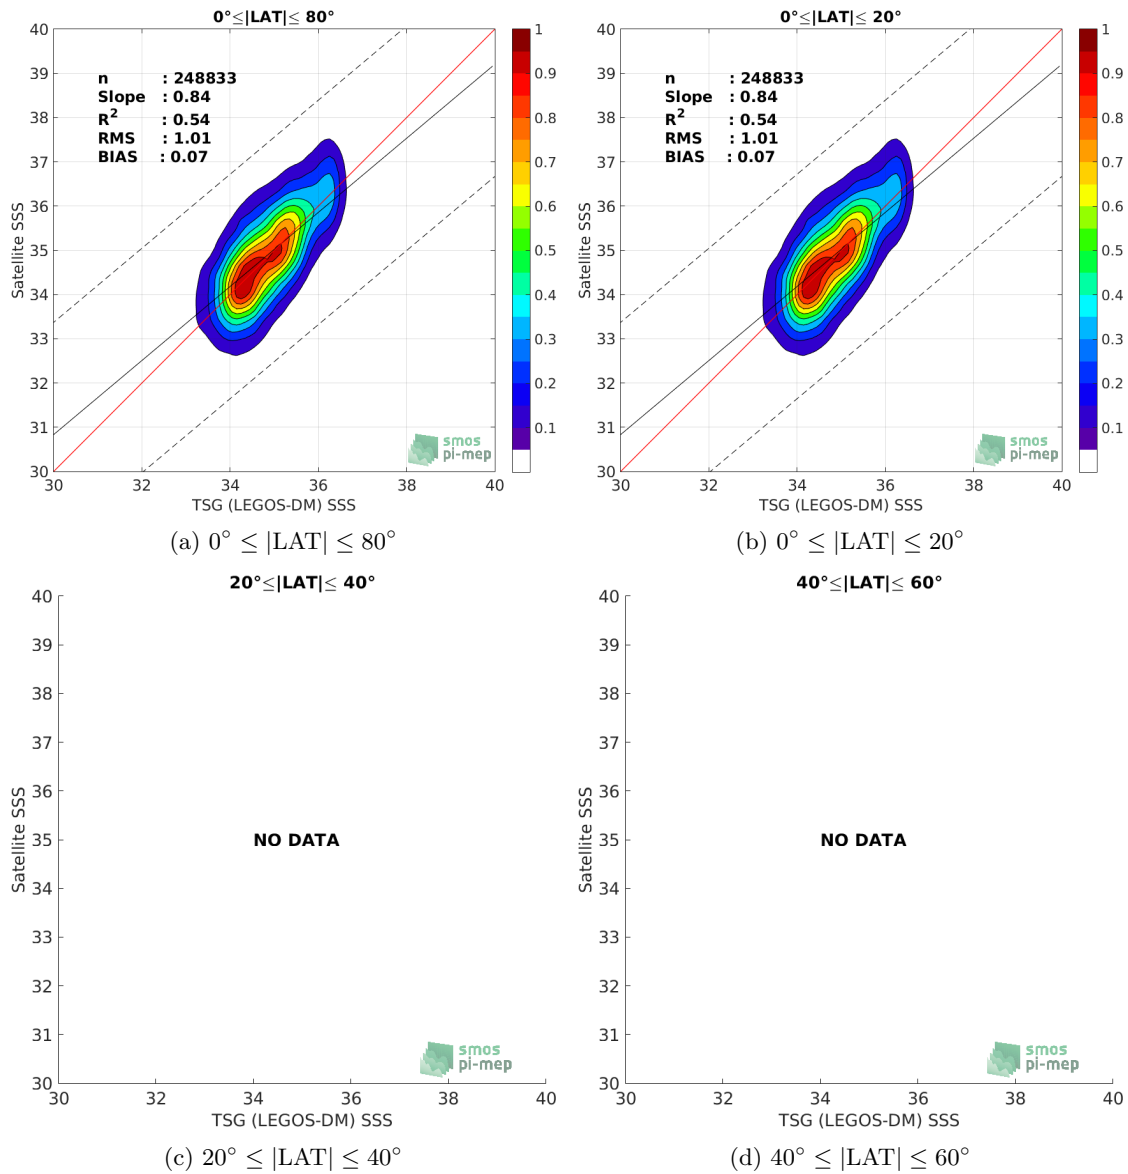 0°≤|LAT|≤ 80°
40
39
38
37
36
35
34
33
32
31
30
Satellite SSS
n : 248833
Slope : 0.84
R² : 0.54
RMS : 1.01
BIAS : 0.07
smos
pi-mep
30 32 34 36 38 40
TSG (LEGOS-DM) SSS
1
0.9
0.8
0.7
0.6
0.5
0.4
0.3
0.2
0.1
(a) 0° ≤ |LAT| ≤ 80°
0°≤|LAT|≤ 20°
40
39
38
37
36
35
34
33
32
31
30
Satellite SSS
n : 248833
Slope : 0.84
R² : 0.54
RMS : 1.01
BIAS : 0.07
smos
pi-mep
30 32 34 36 38 40
TSG (LEGOS-DM) SSS
1
0.9
0.8
0.7
0.6
0.5
0.4
0.3
0.2
0.1
(b) 0° ≤ |LAT| ≤ 20°
20°≤|LAT|≤ 40°
40
39
38
37
36
35
34
33
32
31
30
Satellite SSS
NO DATA
smos
pi-mep
30 32 34 36 38 40
TSG (LEGOS-DM) SSS
(c) 20° ≤ |LAT| ≤ 40°
40°≤|LAT|≤ 60°
40
39
38
37
36
35
34
33
32
31
30
Satellite SSS
NO DATA
smos
pi-mep
30 32 34 36 38 40
TSG (LEGOS-DM) SSS
(d) 40° ≤ |LAT| ≤ 60°